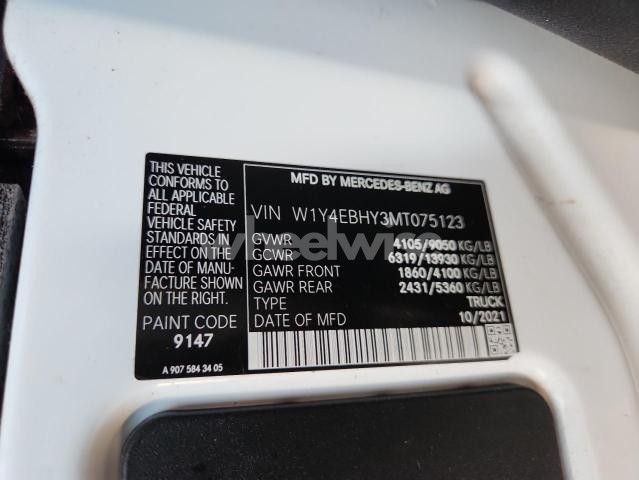 THIS VEHICLE
CONFORMS TO
ALL APPLICABLE
FEDERAL
VEHICLE SAFETY
STANDARDS IN
EFFECT ON THE
DATE OF MANU-
FACTURE SHOWN
ON THE RIGHT.
PAINT CODE
9147
A 907 584 34 05
MFD BY MERCEDES-BENZ AG
VIN W1Y4EBHY3MT075123
GVWR 4105/9050 KG/LB
GCWR 6319/13930 KG/LB
GAWR FRONT 1860/4100 KG/LB
GAWR REAR 2431/5360 KG/LB
TYPE TRUCK
DATE OF MANUF. 10/2021